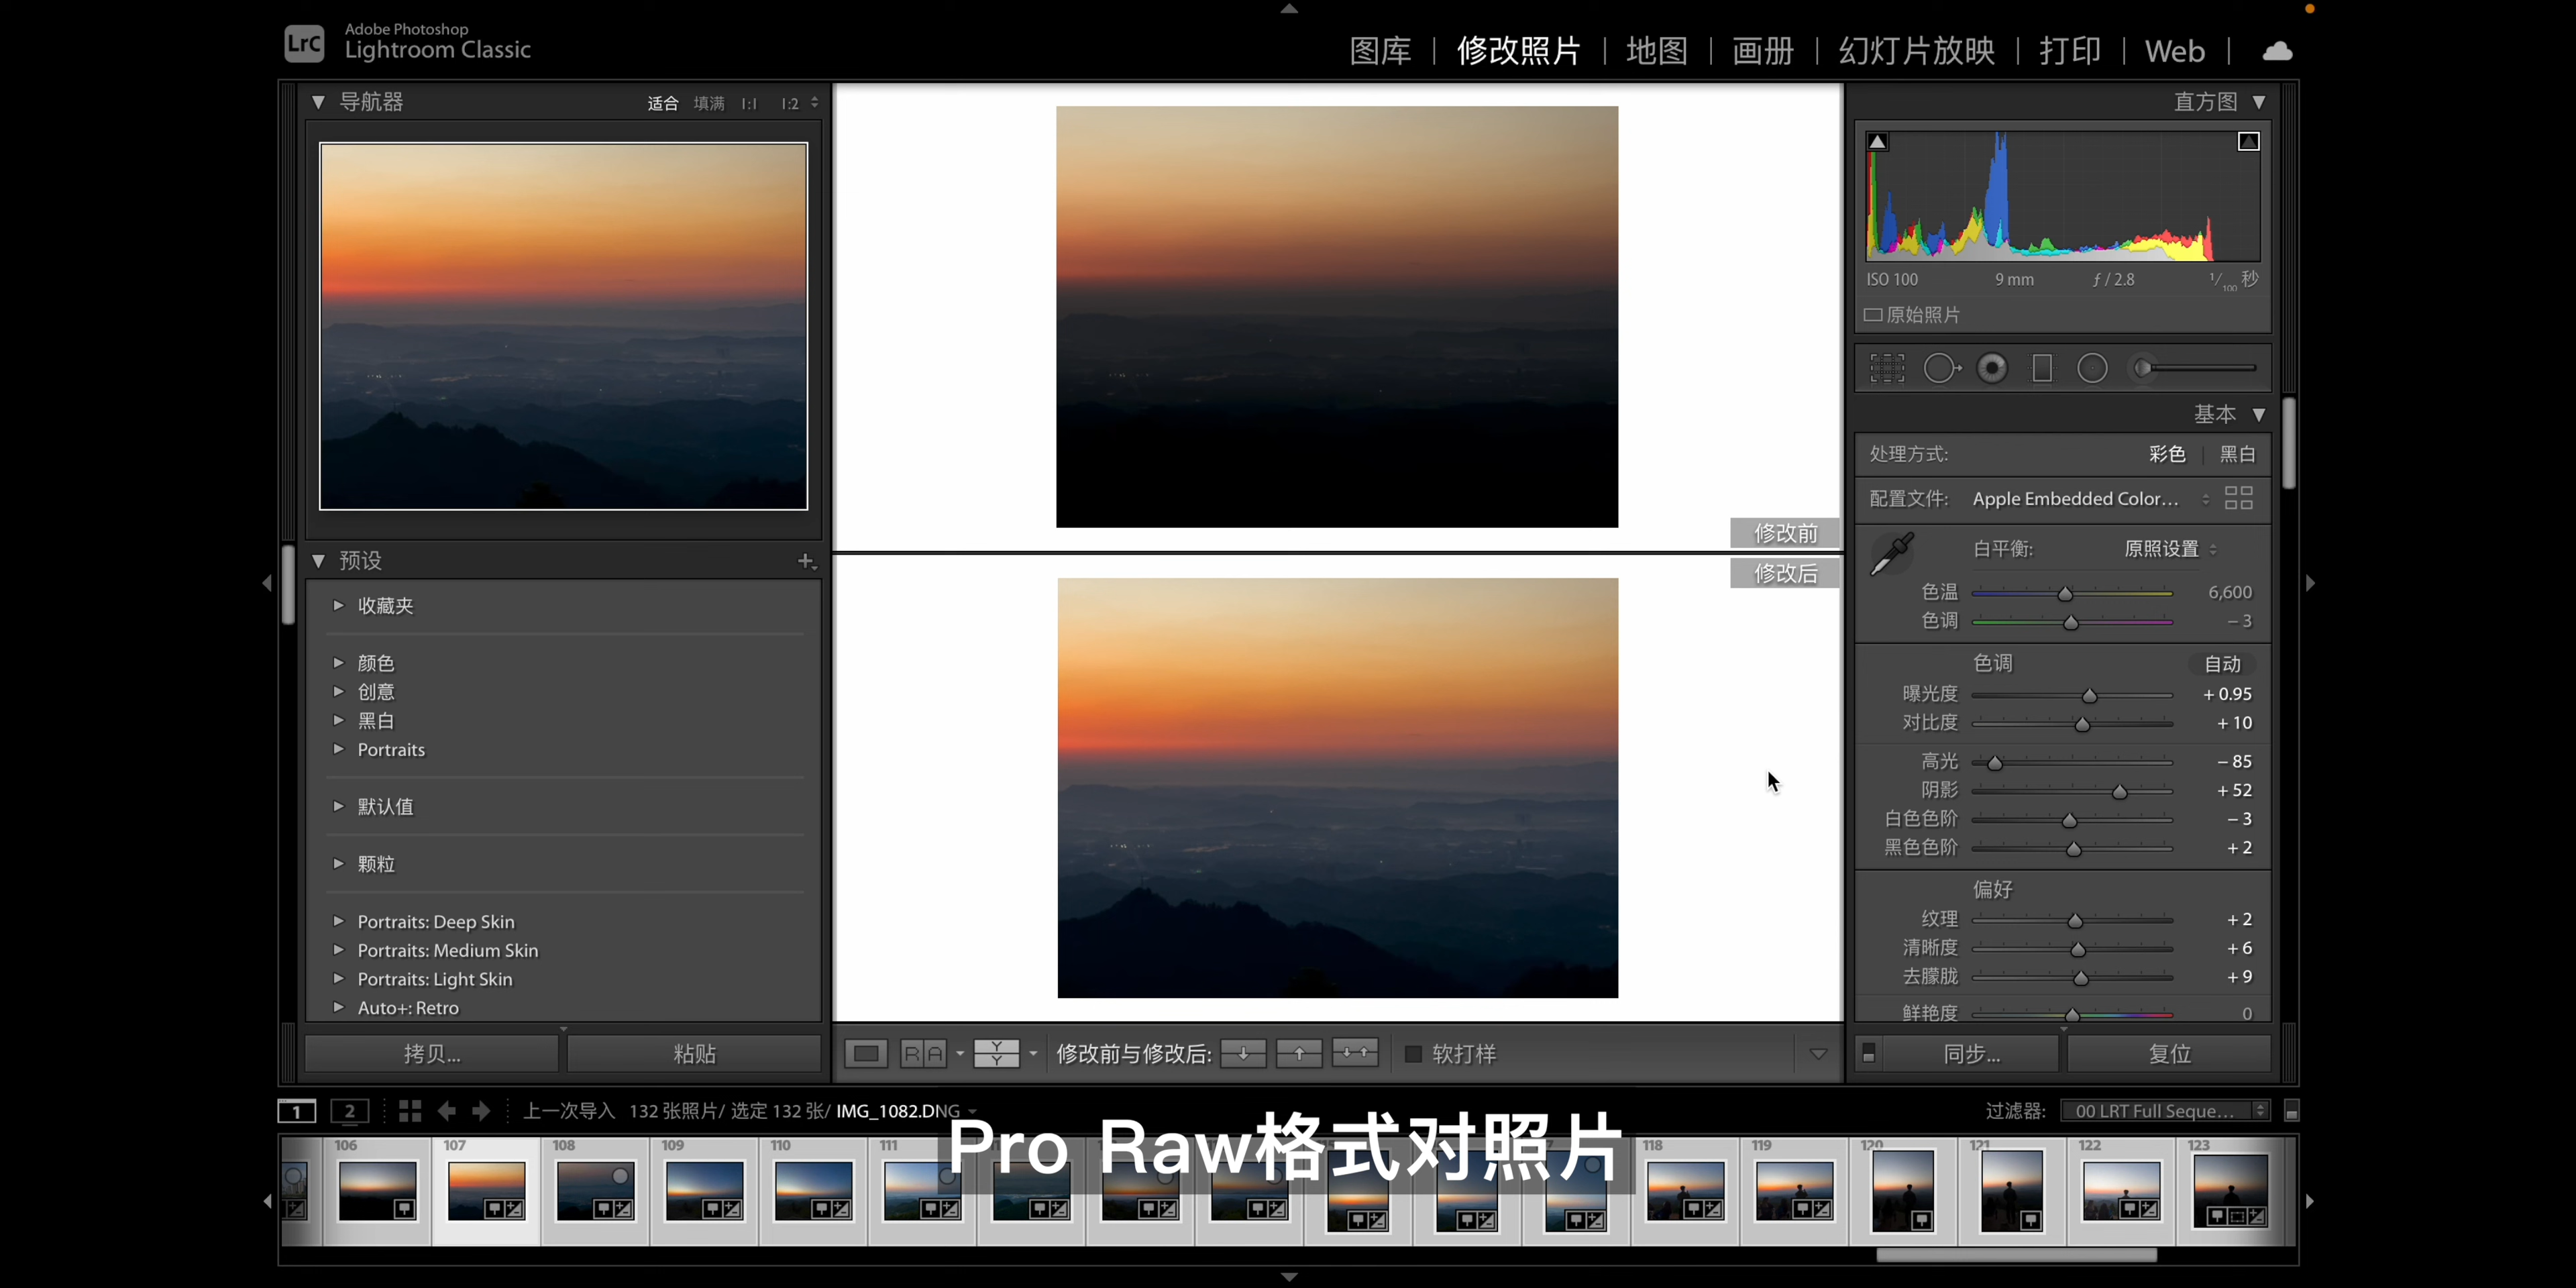 LrC
Adobe Photoshop
Lightroom Classic
图库 | 修改照片 | 地图 | 画册 | 幻灯片放映 | 打印 | Web |
导航器 适合 填满 1:1 1:2
预设
收藏夹
颜色
创意
黑白
Portraits
默认值
颗粒
Portraits: Deep Skin
Portraits: Medium Skin
Portraits: Light Skin
Auto+: Retro
拷贝... 粘贴
修改前
修改后
R A
Y Y
修改前与修改后: 软打样
直方图
ISO 100 9 mm ƒ / 2.8 1/100 秒
原始照片
基本
处理方式: 彩色 黑白
配置文件: Apple Embedded Color...
白平衡: 原照设置
色温 6,600
色调 − 3
色调 自动
曝光度 + 0.95
对比度 + 10
高光 − 85
阴影 + 52
白色色阶 − 3
黑色色阶 + 2
偏好
纹理 + 2
清晰度 + 6
去朦胧 + 9
鲜艳度 0
同步... 复位
1 2 上一次导入 132 张照片/ 选定 132 张/ IMG_1082.DNG 过滤器: 00 LRT Full Seque...
106 107 108 109 110 111 118 119 120 121 122 123
Pro Raw格式对照片